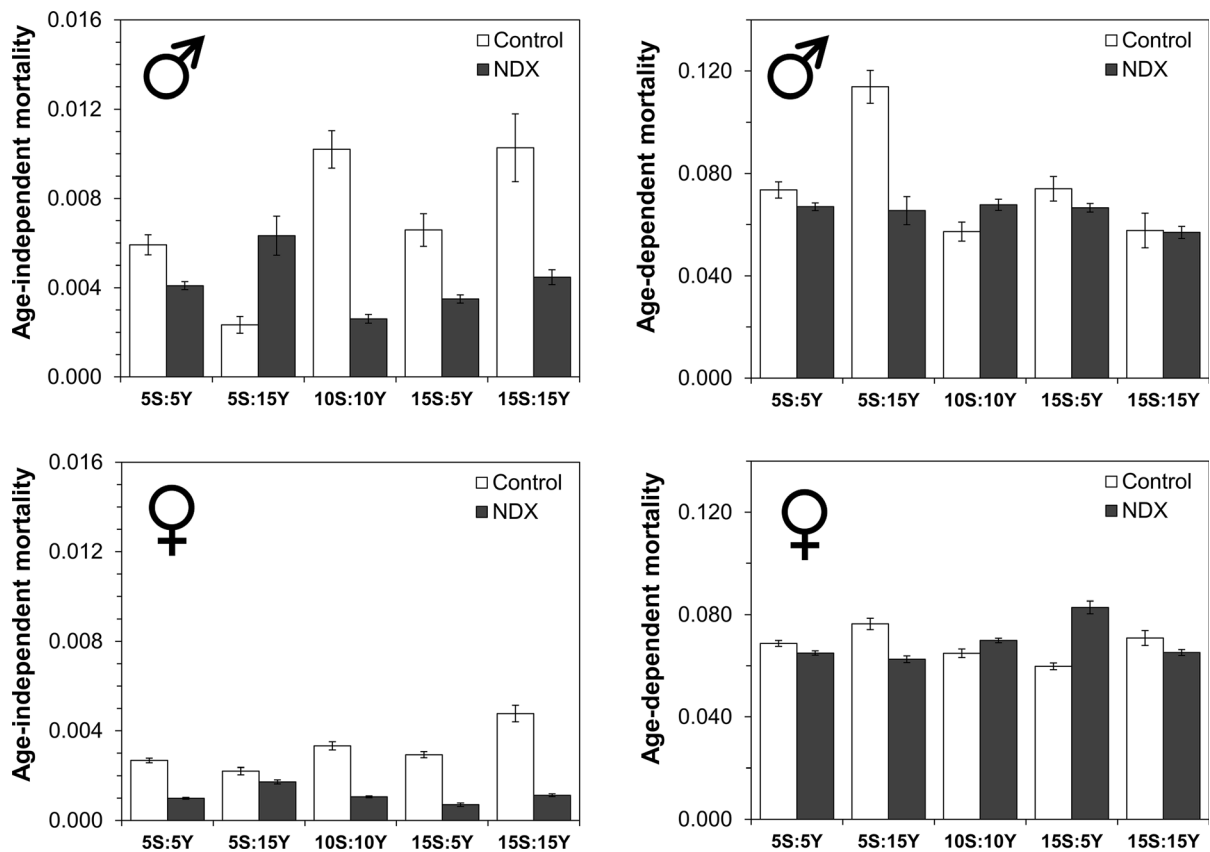 Age-independent mortality
0.016
0.012
0.008
0.004
0.000
Control
NDX
5S:5Y 5S:15Y 10S:10Y 15S:5Y 15S:15Y
Age-dependent mortality
0.120
0.080
0.040
0.000
Control
NDX
5S:5Y 5S:15Y 10S:10Y 15S:5Y 15S:15Y
Age-independent mortality
0.016
0.012
0.008
0.004
0.000
Control
NDX
5S:5Y 5S:15Y 10S:10Y 15S:5Y 15S:15Y
Age-dependent mortality
0.120
0.080
0.040
0.000
Control
NDX
5S:5Y 5S:15Y 10S:10Y 15S:5Y 15S:15Y